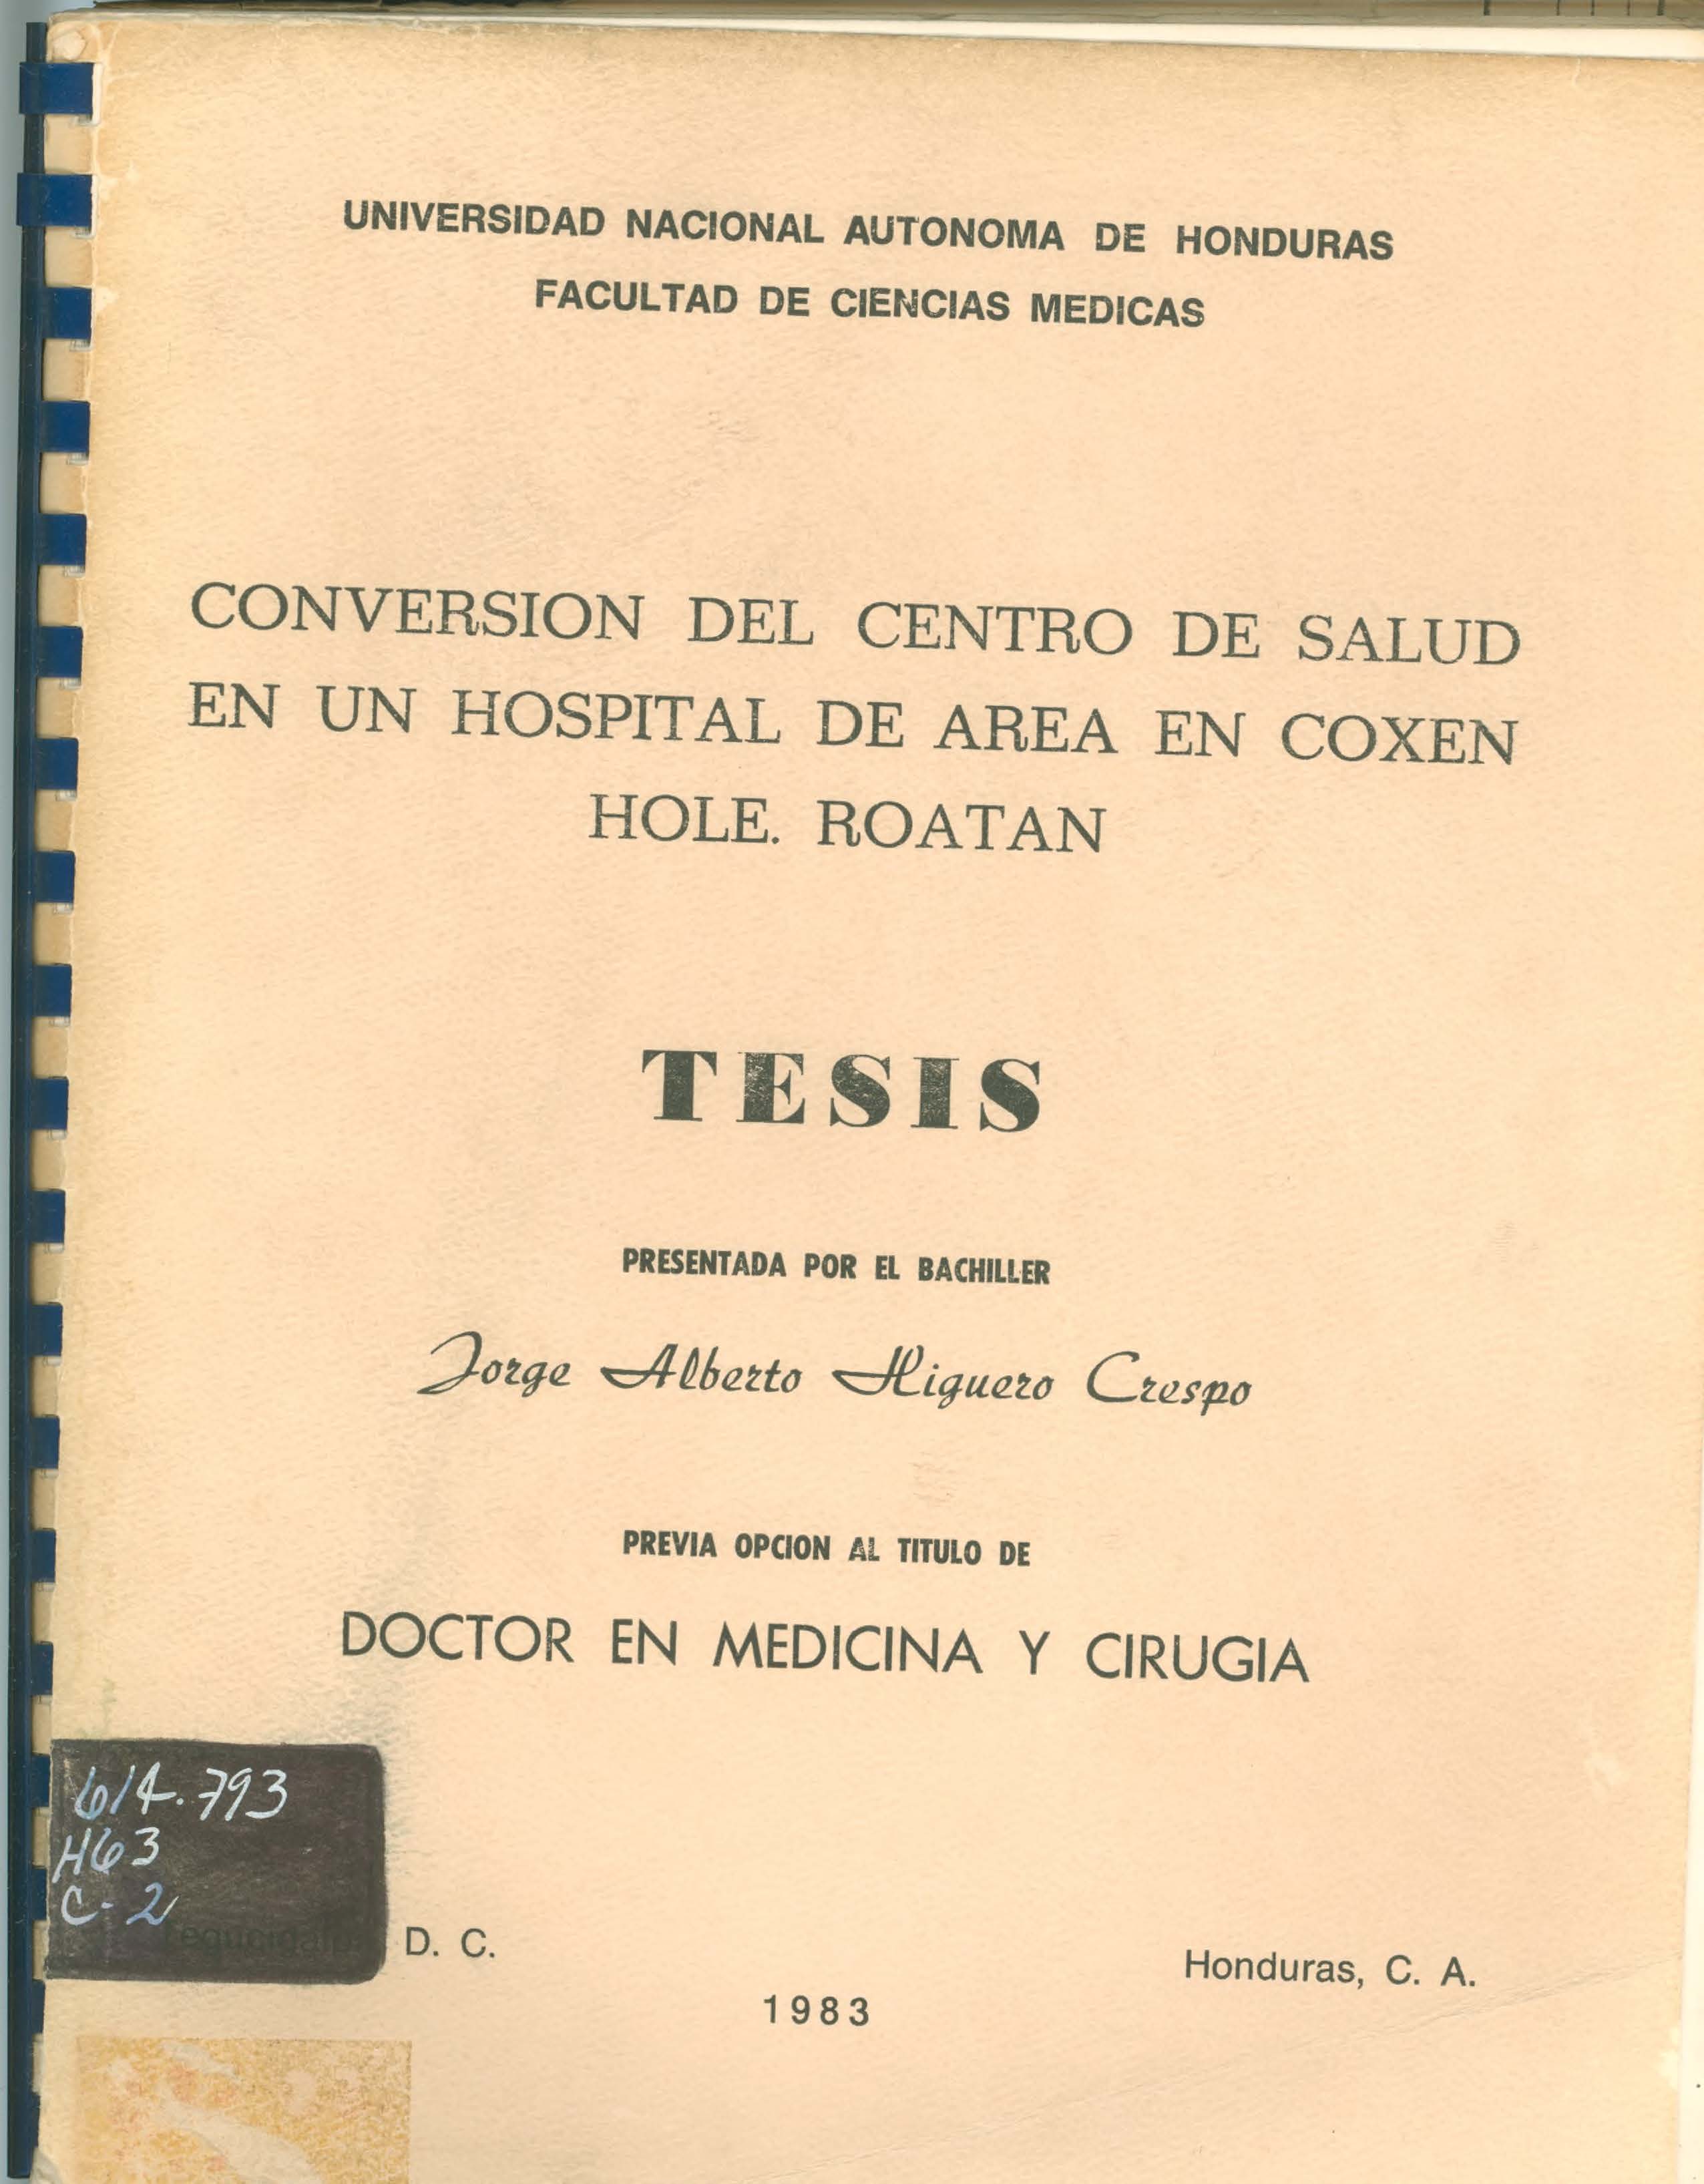 UNIVERSIDAD NACIONAL AUTONOMA DE HONDURAS
FACULTAD DE CIENCIAS MEDICAS
CONVERSION DEL CENTRO DE SALUD
EN UN HOSPITAL DE AREA EN COXEN
HOLE. ROATAN
TESIS
PRESENTADA POR EL BACHILLER
Jorge Alberto Higuero Crespo
PREVIA OPCION AL TITULO DE
DOCTOR EN MEDICINA Y CIRUGIA
614.793
H63
C-2
D. C.
Honduras, C. A.
1983